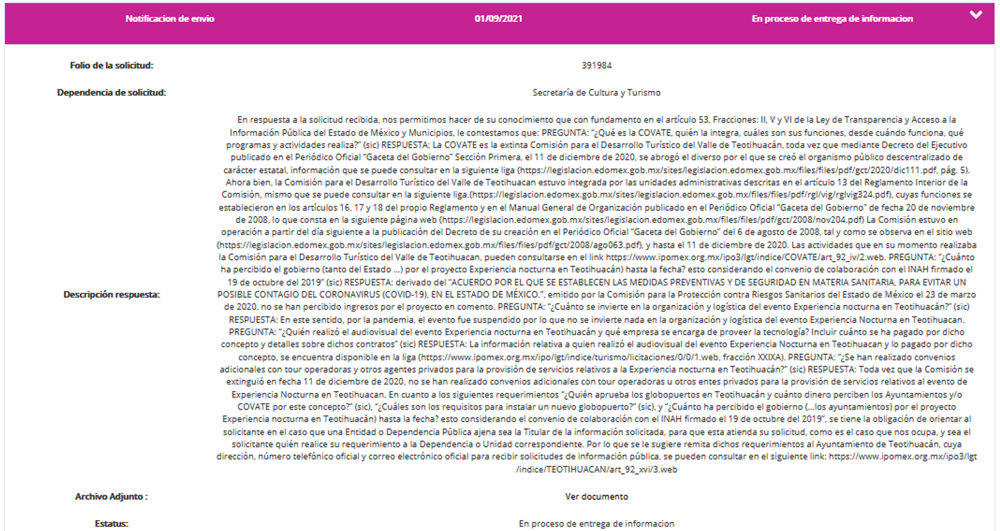 Notificacion de envio 01/09/2021 En proceso de entrega de informacion
Folio de la solicitud: 391984
Dependencia de solicitud: Secretaría de Cultura y Turismo
En respuesta a la solicitud recibida, nos permitimos hacer de su conocimiento que con fundamento en el artículo 53, Fracciones: II, V y VI de la Ley de Transparencia y Acceso a la
Información Pública del Estado de México y Municipios, le contestamos que: PREGUNTA: “¿Qué es la COVATE, quién la integra, cuáles son sus funciones, desde cuándo funciona, qué
programas y actividades realiza?” (sic) RESPUESTA: La COVATE es la extinta Comisión para el Desarrollo Turístico del Valle de Teotihuacán, toda vez que mediante Decreto del Ejecutivo
publicado en el Periódico Oficial “Gaceta del Gobierno” Sección Primera, el 11 de diciembre de 2020, se abrogó el diverso por el que se creó el organismo público descentralizado de
carácter estatal, información que se puede consultar en la siguiente liga (https://legislacion.edomex.gob.mx/sites/legislacion.edomex.gob.mx/files/files/pdf/gct/2020/dic111.pdf, pág. 5).
Ahora bien, la Comisión para el Desarrollo Turístico del Valle de Teotihuacan estuvo integrada por las unidades administrativas descritas en el artículo 13 del Reglamento Interior de la
Comisión, mismo que se puede consultar en la siguiente liga.(https://legislacion.edomex.gob.mx/sites/legislacion.edomex.gob.mx/files/files/pdf/rgl/vig/rglvig324.pdf), cuyas funciones se
establecieron en los artículos 16, 17 y 18 del propio Reglamento y en el Manual General de Organización publicado en el Periódico Oficial “Gaceta del Gobierno” de fecha 20 de noviembre
de 2008, lo que consta en la siguiente página web (https://legislacion.edomex.gob.mx/sites/legislacion.edomex.gob.mx/files/files/pdf/gct/2008/nov204.pdf) La Comisión estuvo en
operación a partir del día siguiente a la publicación del Decreto de su creación en el Periódico Oficial “Gaceta del Gobierno” del 6 de agosto de 2008, tal y como se observa en el sitio web
(https://legislacion.edomex.gob.mx/sites/legislacion.edomex.gob.mx/files/files/pdf/gct/2008/ago063.pdf), y hasta el 11 de diciembre de 2020. Las actividades que en su momento realizaba
la Comisión para el Desarrollo Turístico del Valle de Teotihuacan, pueden consultarse en el link https://www.ipomex.org.mx/ipo3/lgt/indice/COVATE/art_92_iv/2.web. PREGUNTA: “¿Cuánto
ha percibido el gobierno (tanto del Estado ...) por el proyecto Experiencia nocturna en Teotihuacán) hasta la fecha? esto considerando el convenio de colaboración con el INAH firmado el
19 de octubre del 2019” (sic) RESPUESTA: derivado del “ACUERDO POR EL QUE SE ESTABLECEN LAS MEDIDAS PREVENTIVAS Y DE SEGURIDAD EN MATERIA SANITARIA, PARA EVITAR UN
Descripción respuesta: POSIBLE CONTAGIO DEL CORONAVIRUS (COVID-19), EN EL ESTADO DE MÉXICO.”, emitido por la Comisión para la Protección contra Riesgos Sanitarios del Estado de México el 23 de marzo
de 2020, no se han percibido ingresos por el proyecto en comento. PREGUNTA: “¿Cuánto se invierte en la organización y logística del evento Experiencia nocturna en Teotihuacán?” (sic)
RESPUESTA: En este sentido, por la pandemia, el evento fue suspendido por lo que no se invierte nada en la organización y logística del evento Experiencia Nocturna en Teotihuacan.
PREGUNTA: “¿Quién realizó el audiovisual del evento Experiencia nocturna en Teotihuacán y qué empresa se encarga de proveer la tecnología? Incluir cuánto se ha pagado por dicho
concepto y detalles sobre dichos contratos” (sic) RESPUESTA: La información relativa a quien realizó el audiovisual del evento Experiencia Nocturna en Teotihuacan y lo pagado por dicho
concepto, se encuentra disponible en la liga (https://www.ipomex.org.mx/ipo/lgt/indice/turismo/licitaciones/0/0/1.web, fracción XXIXA). PREGUNTA: “¿Se han realizado convenios
adicionales con tour operadoras y otros agentes privados para la provisión de servicios relativos a la Experiencia nocturna en Teotihuacán?” (sic) RESPUESTA: Toda vez que la Comisión se
extinguió en fecha 11 de diciembre de 2020, no se han realizado convenios adicionales con tour operadoras u otros entes privados para la provisión de servicios relativos al evento de
Experiencia Nocturna en Teotihuacan. En cuanto a los siguientes requerimientos “¿Quién aprueba los globopuertos en Teotihuacán y cuánto dinero perciben los Ayuntamientos y/o
COVATE por este concepto?” (sic), “¿Cuáles son los requisitos para instalar un nuevo globopuerto?” (sic), y “¿Cuánto ha percibido el gobierno (...los ayuntamientos) por el proyecto
Experiencia nocturna en Teotihuacán) hasta la fecha? esto considerando el convenio de colaboración con el INAH firmado el 19 de octubre del 2019”, se tiene la obligación de orientar al
solicitante en el caso que una Entidad o Dependencia Pública ajena sea la Titular de la información solicitada, para que esta atienda su solicitud, como es el caso que nos ocupa, y sea el
solicitante quién realice su requerimiento a la Dependencia o Unidad correspondiente. Por lo que se le sugiere remita dichos requerimientos al Ayuntamiento de Teotihuacán, cuya
dirección, número telefónico oficial y correo electrónico oficial para recibir solicitudes de información pública, se pueden consultar en el siguiente link: https://www.ipomex.org.mx/ipo3/lgt
/indice/TEOTIHUACAN/art_92_xvi/3.web
Archivo Adjunto : Ver documento
Estatus: En proceso de entrega de informacion